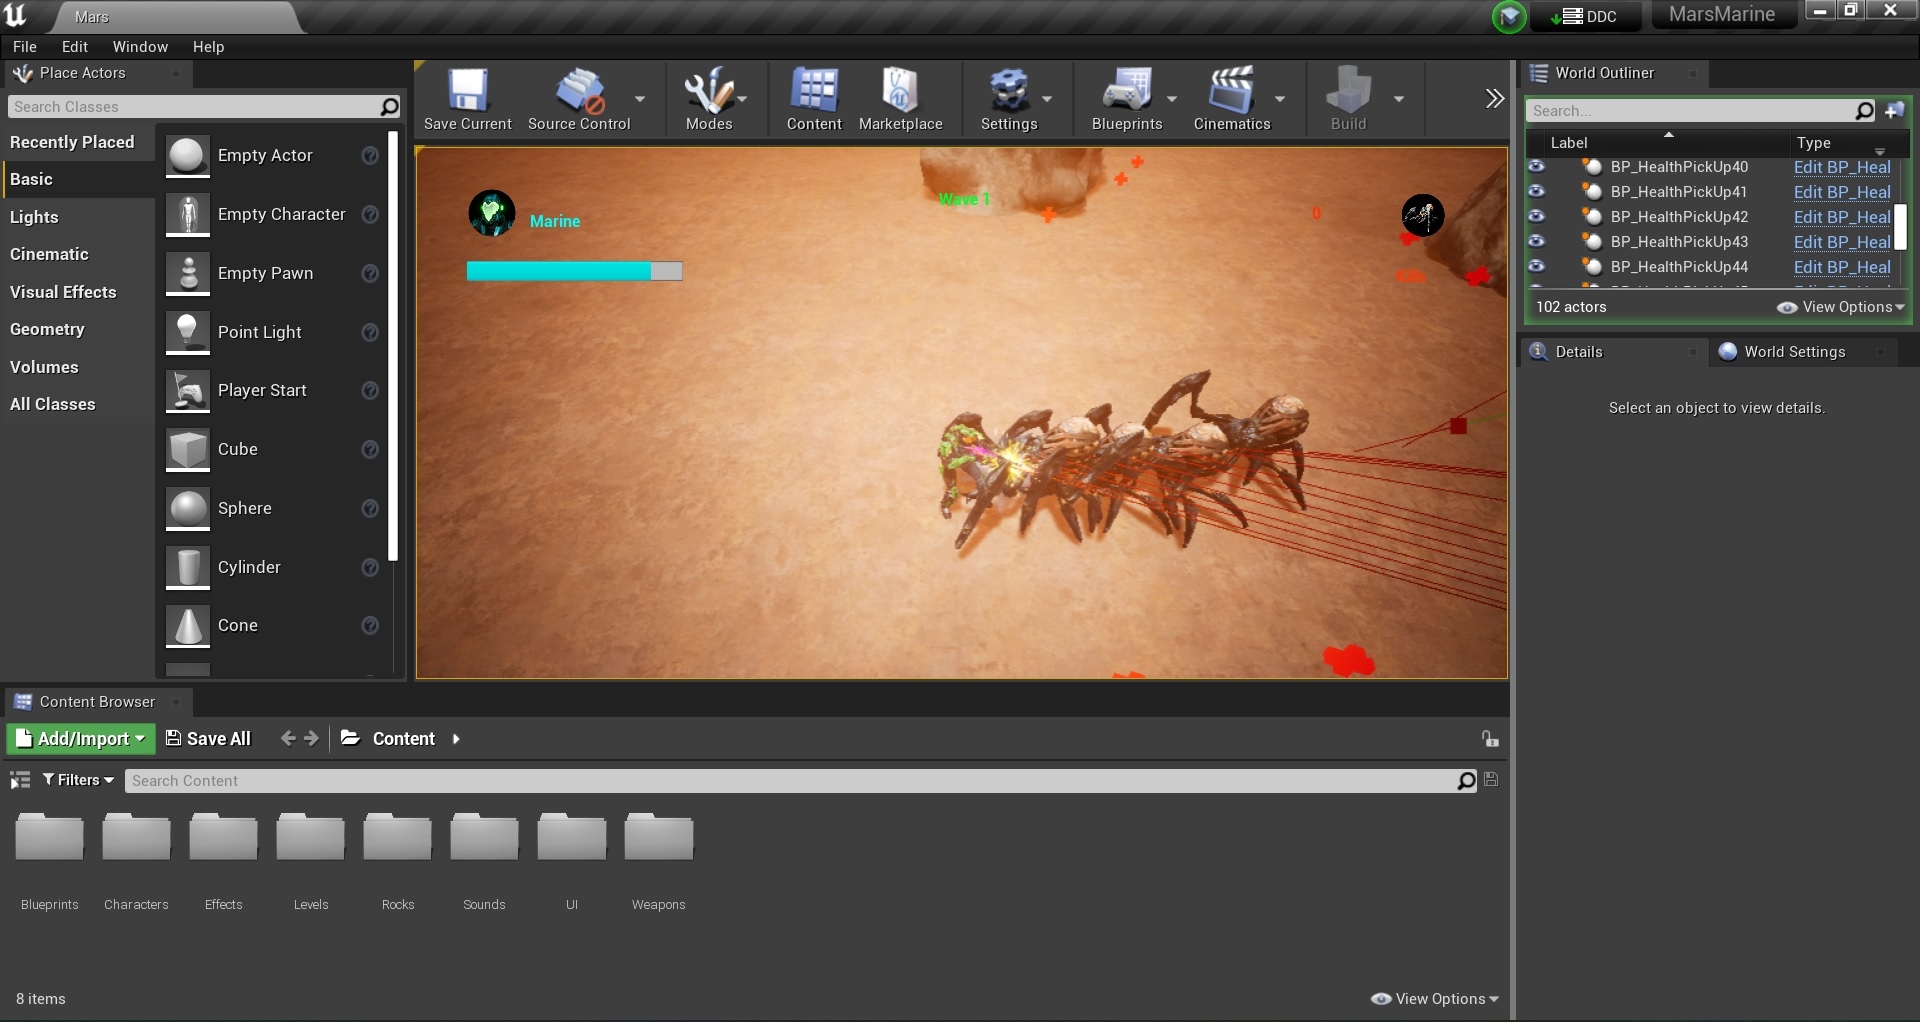 Mars
DDC
MarsMarine
File Edit Window Help
Place Actors
Search Classes
Recently Placed
Basic
Lights
Cinematic
Visual Effects
Geometry
Volumes
All Classes
Empty Actor
Empty Character
Empty Pawn
Point Light
Player Start
Cube
Sphere
Cylinder
Cone
Save Current
Source Control
Modes
Content
Marketplace
Settings
Blueprints
Cinematics
Build
Marine
Wave 1
0
World Outliner
Search...
Label Type
BP_HealthPickUp40 Edit BP_Heal
BP_HealthPickUp41 Edit BP_Heal
BP_HealthPickUp42 Edit BP_Heal
BP_HealthPickUp43 Edit BP_Heal
BP_HealthPickUp44 Edit BP_Heal
102 actors
View Options
Details
World Settings
Select an object to view details.
Content Browser
Add/Import
Save All
Content
Filters
Search Content
Blueprints
Characters
Effects
Levels
Rocks
Sounds
UI
Weapons
8 items
View Options